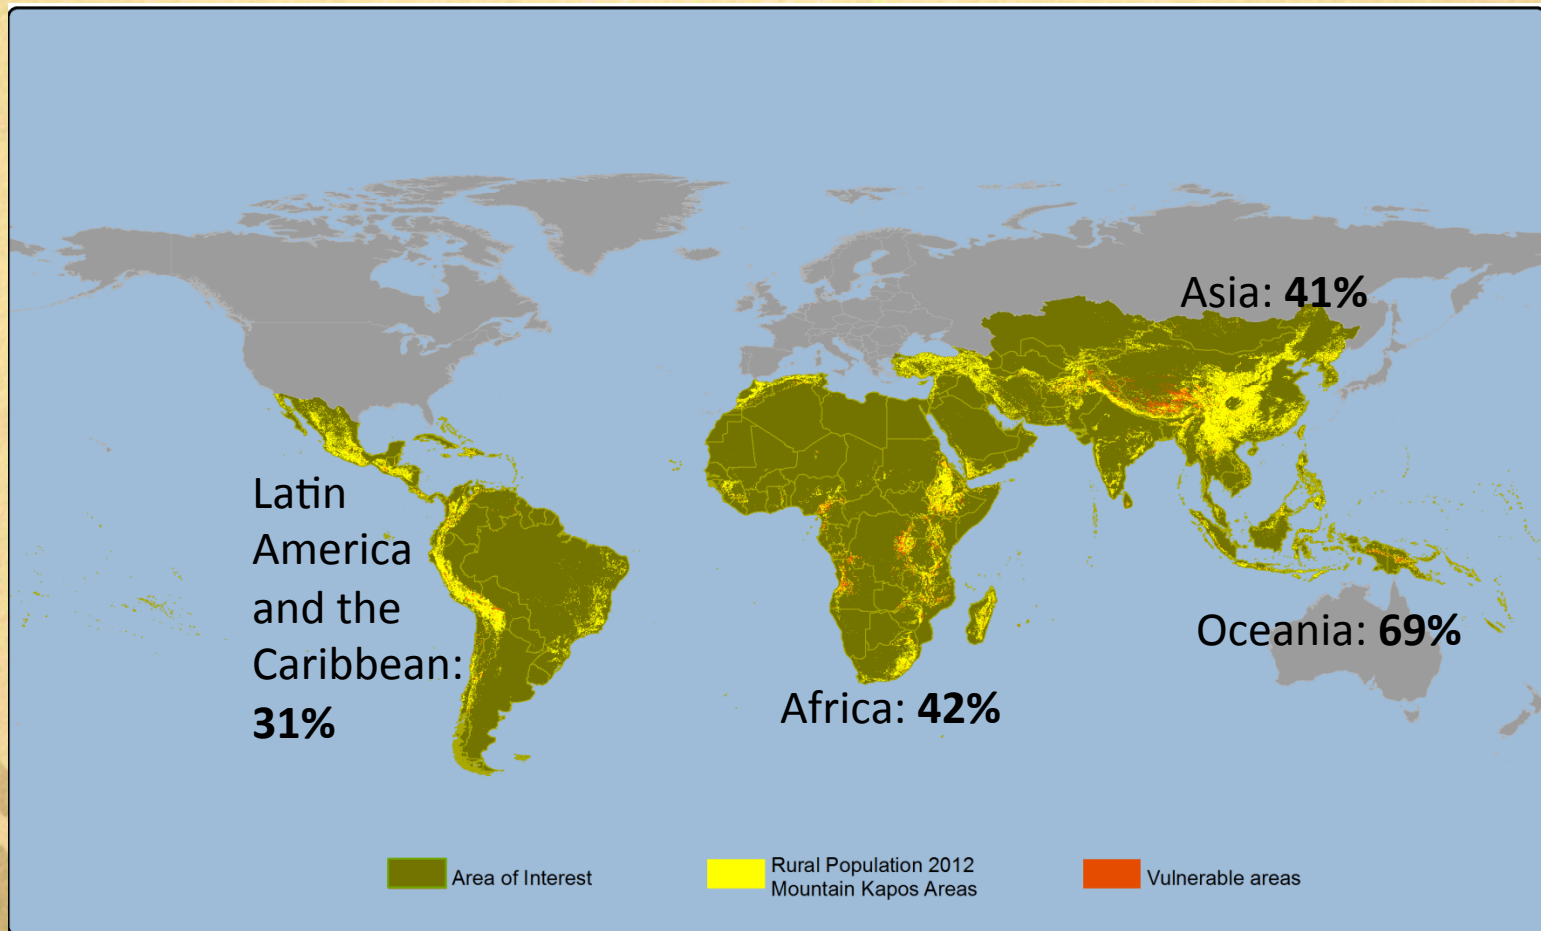 Asia: 41%
Latin
America
and the
Caribbean:
31%
Oceania: 69%
Africa: 42%
Area of Interest
Rural Population 2012
Mountain Kapos Areas
Vulnerable areas